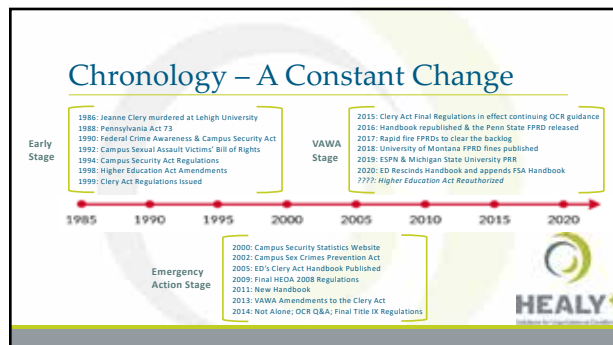 Chronology – A Constant Change
Early
Stage
1986: Jeanne Clery murdered at Lehigh University
1988: Pennsylvania Act 73
1990: Federal Crime Awareness & Campus Security Act
1992: Campus Sexual Assault Victims' Bill of Rights
1994: Campus Security Act Regulations
1998: Higher Education Act Amendments
1999: Clery Act Regulations Issued
VAWA
Stage
2015: Clery Act Final Regulations in effect continuing OCR guidance
2016: Handbook republished & the Penn State FPRD released
2017: Rapid fire FPRDs to clear the backlog
2018: University of Montana FPRD fines published
2019: ESPN & Michigan State University PRR
2020: ED Rescinds Handbook and appends FSA Handbook
????: Higher Education Act Reauthorized
1985 1990 1995 2000 2005 2010 2015 2020
Emergency
Action Stage
2000: Campus Security Statistics Website
2002: Campus Sex Crimes Prevention Act
2005: ED's Clery Act Handbook Published
2009: Final HEOA 2008 Regulations
2011: New Handbook
2013: VAWA Amendments to the Clery Act
2014: Not Alone; OCR Q&A; Final Title IX Regulations
HEALY+